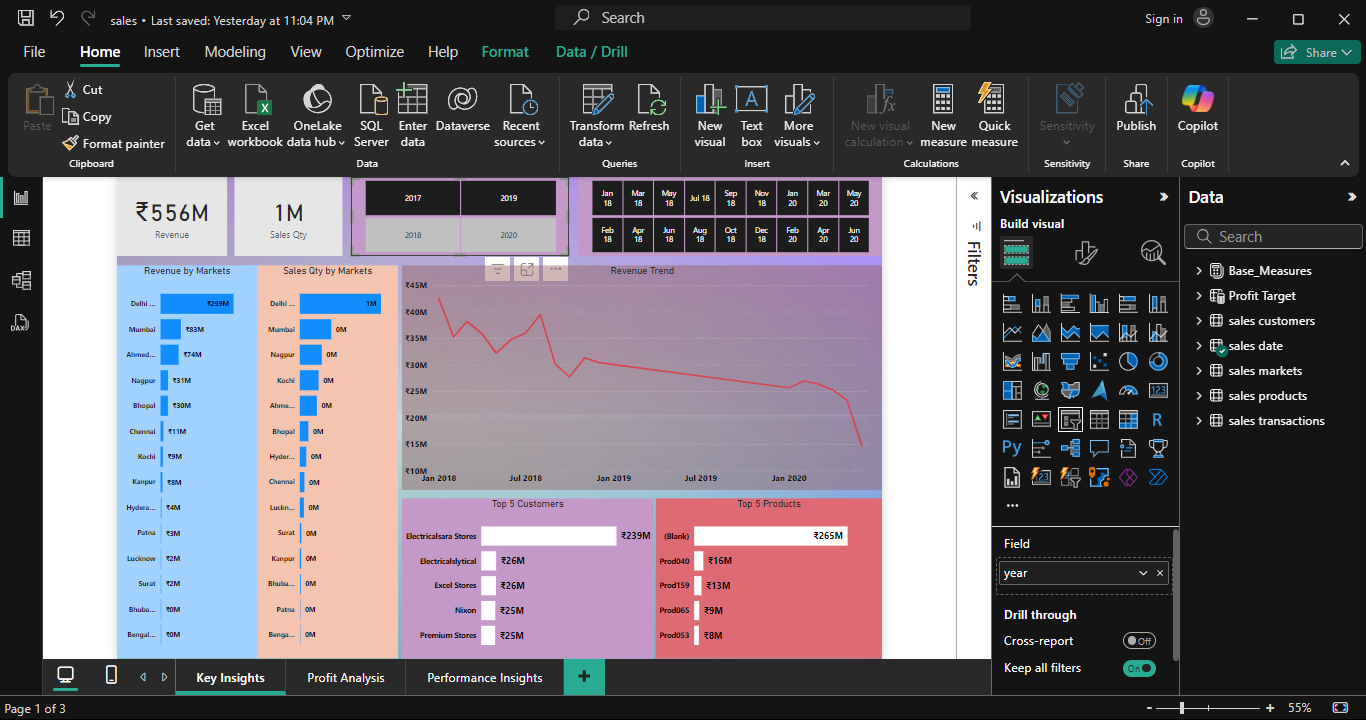 sales • Last saved: Yesterday at 11:04 PM
Search
Sign in
File Home Insert Modeling View Optimize Help Format Data / Drill
Share
Paste
Cut
Copy
Format painter
Clipboard
Get data
Excel workbook
OneLake data hub
SQL Server
Enter data
Dataverse
Recent sources
Data
Transform data
Refresh
Queries
New visual
Text box
More visuals
Insert
New visual calculation
New measure
Quick measure
Calculations
Sensitivity
Sensitivity
Publish
Share
Copilot
Copilot
DAX
₹556M
Revenue
1M
Sales Qty
2017 2019
2018 2020
Jan 18 Mar 18 May 18 Jul 18 Sep 18 Nov 18 Jan 20 Mar 20 May 20
Feb 18 Apr 18 Jun 18 Aug 18 Oct 18 Dec 18 Feb 20 Apr 20 Jun 20
Revenue by Markets
Delhi ... ₹299M
Mumbai ₹83M
Ahmed... ₹74M
Nagpur ₹31M
Bhopal ₹30M
Chennai ₹11M
Kochi ₹9M
Kanpur ₹8M
Hydera... ₹4M
Patna ₹3M
Lucknow ₹2M
Surat ₹2M
Bhuba... ₹0M
Bengal... ₹0M
Sales Qty by Markets
Delhi ... 1M
Mumbai 0M
Nagpur 0M
Kochi 0M
Ahme... 0M
Bhopal 0M
Hyder... 0M
Chennai 0M
Luckn... 0M
Surat 0M
Kanpur 0M
Bhuba... 0M
Patna 0M
Benga... 0M
Revenue Trend
₹45M
₹40M
₹35M
₹30M
₹25M
₹20M
₹15M
₹10M
Jan 2018 Jul 2018 Jan 2019 Jul 2019 Jan 2020
Top 5 Customers
Electricalsara Stores ₹239M
Electricalslytical ₹26M
Excel Stores ₹26M
Nixon ₹25M
Premium Stores ₹25M
Top 5 Products
(Blank) ₹265M
Prod040 ₹16M
Prod159 ₹13M
Prod065 ₹9M
Prod053 ₹8M
Filters
Visualizations
Build visual
123
R
Py
123
...
Field
year
Drill through
Cross-report Off
Keep all filters On
Data
Search
Base_Measures
Profit Target
sales customers
sales date
sales markets
sales products
sales transactions
Key Insights Profit Analysis Performance Insights +
Page 1 of 3
- + 55%